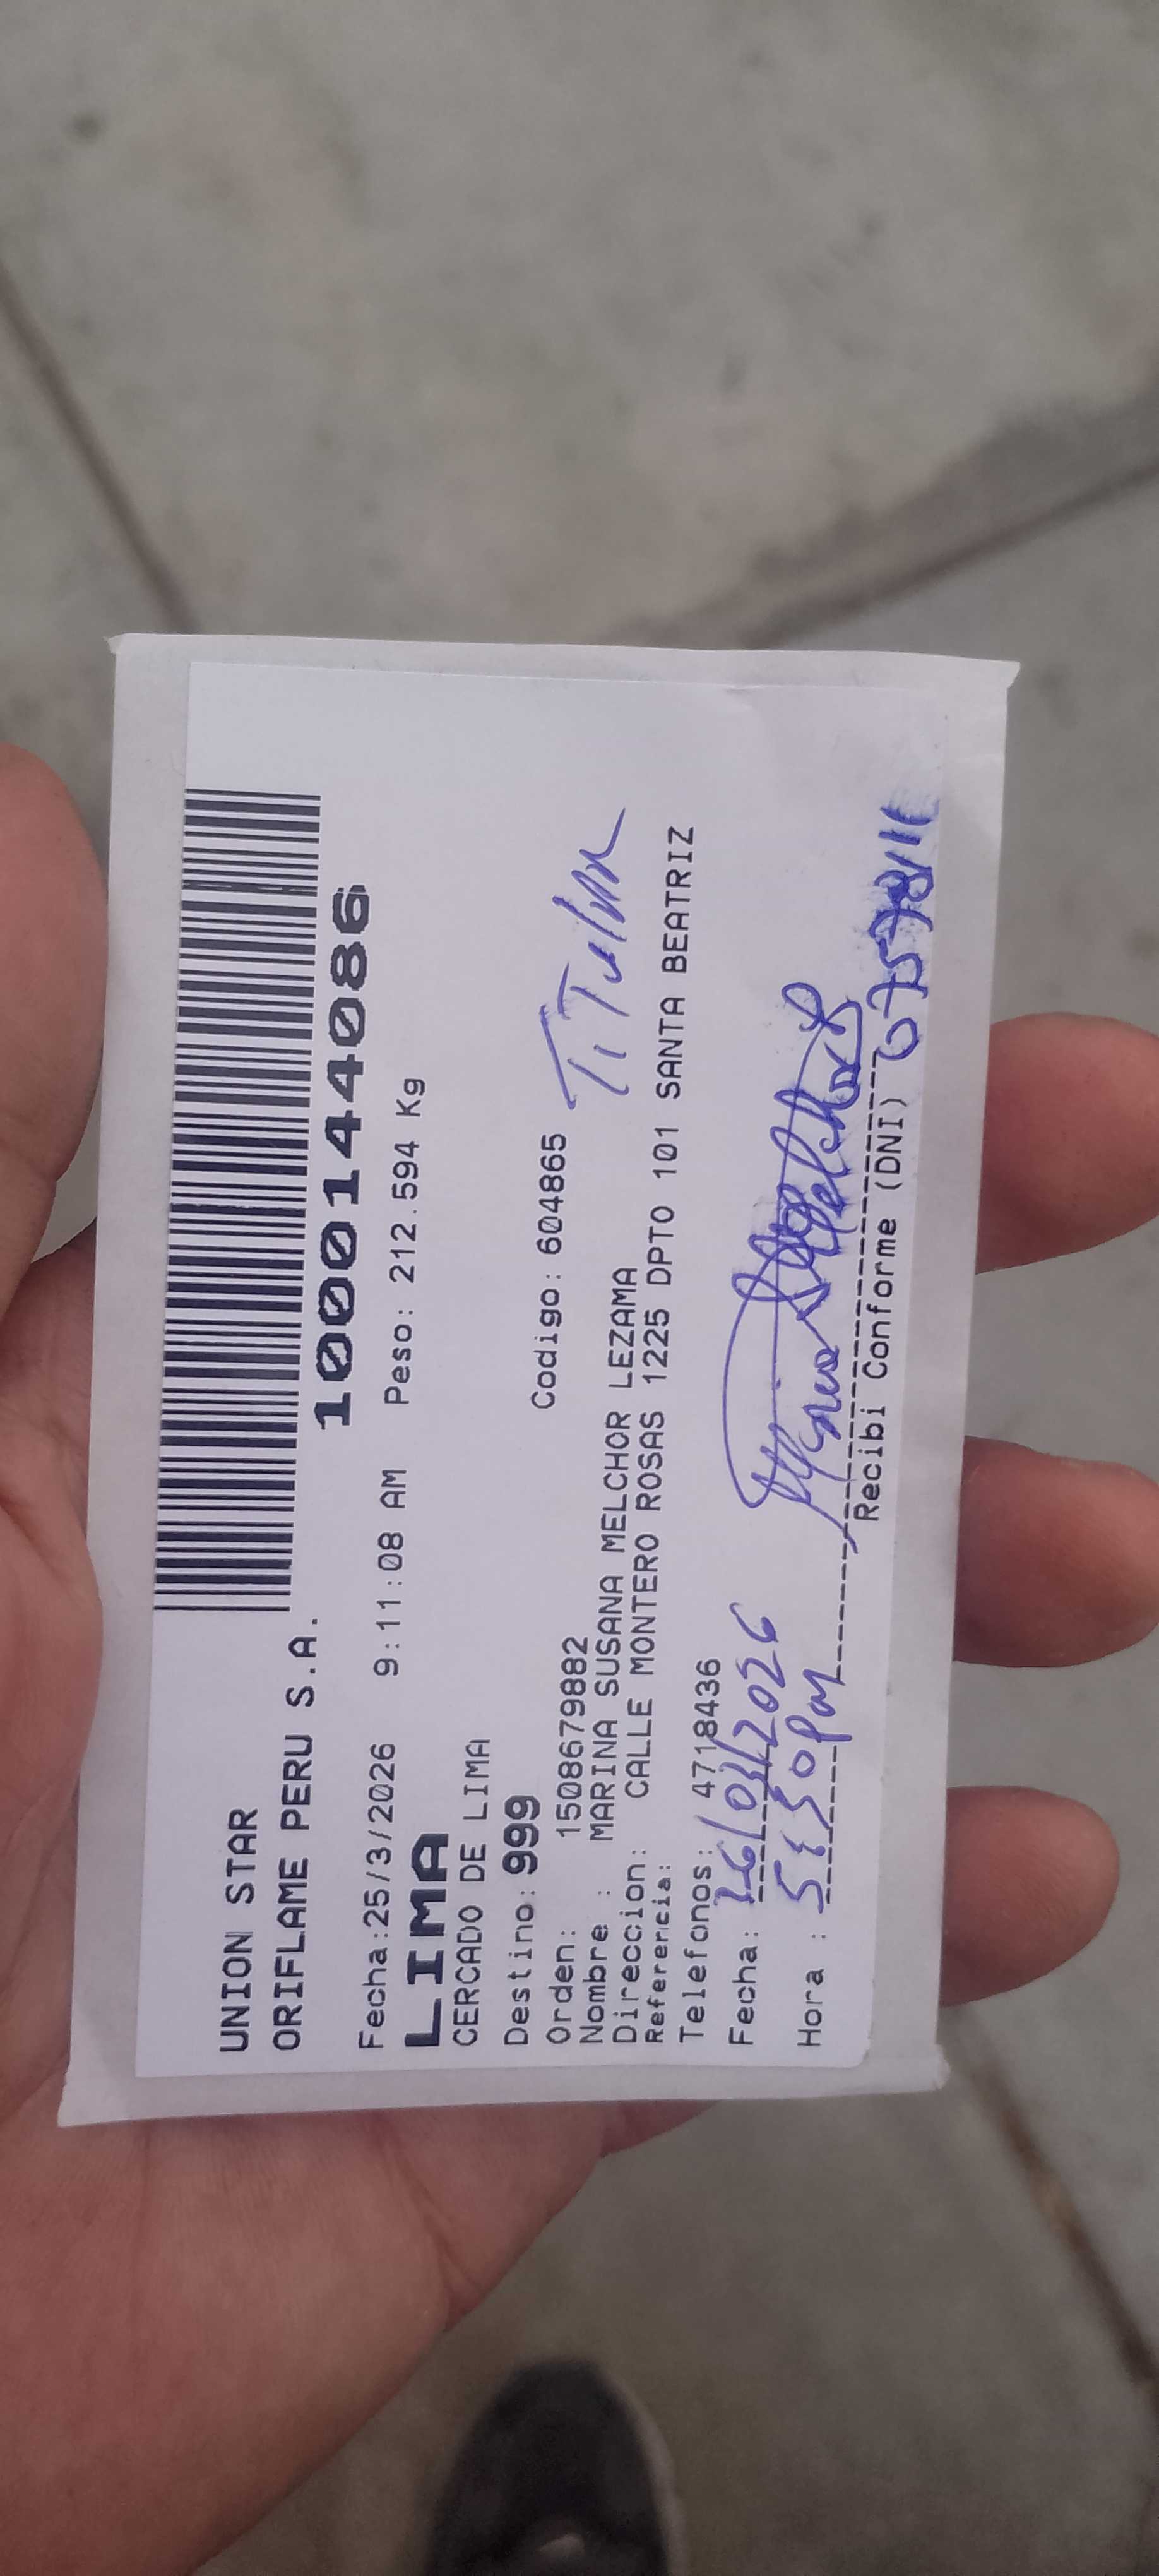 UNION STAR
ORIFLAME PERU S.A.
1000144086
Fecha:25/3/2026 9:11:08 AM Peso: 212.594 Kg
LIMA
CERCADO DE LIMA
Destino: 999
Codigo: 604865
Orden: 1508679882
Titular
Nombre : MARINA SUSANA MELCHOR LEZAMA
Direccion: CALLE MONTERO ROSAS 1225 DPTO 101 SANTA BEATRIZ
Referencia:
Telefonos: 4718436
Fecha: 26/03/2026
Hora : 5:30pm
Recibi Conforme (DNI)